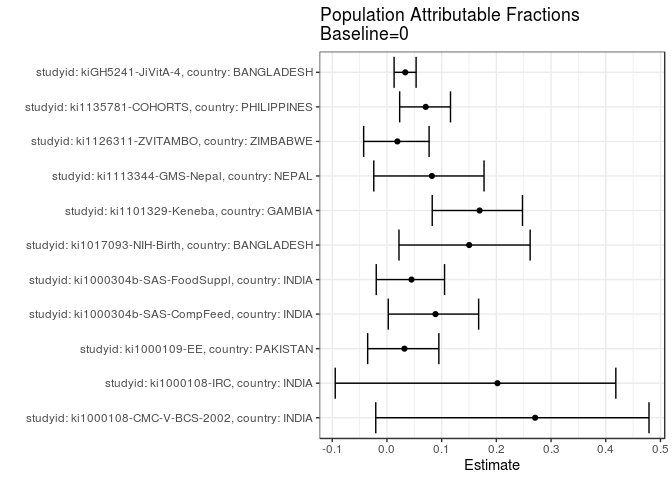 Population Attributable Fractions
Baseline=0
studyid: kiGH5241-JiVitA-4, country: BANGLADESH
studyid: ki1135781-COHORTS, country: PHILIPPINES
studyid: ki1126311-ZVITAMBO, country: ZIMBABWE
studyid: ki1113344-GMS-Nepal, country: NEPAL
studyid: ki1101329-Keneba, country: GAMBIA
studyid: ki1017093-NIH-Birth, country: BANGLADESH
studyid: ki1000304b-SAS-FoodSuppl, country: INDIA
studyid: ki1000304b-SAS-CompFeed, country: INDIA
studyid: ki1000109-EE, country: PAKISTAN
studyid: ki1000108-IRC, country: INDIA
studyid: ki1000108-CMC-V-BCS-2002, country: INDIA
-0.1 0.0 0.1 0.2 0.3 0.4 0.5
Estimate